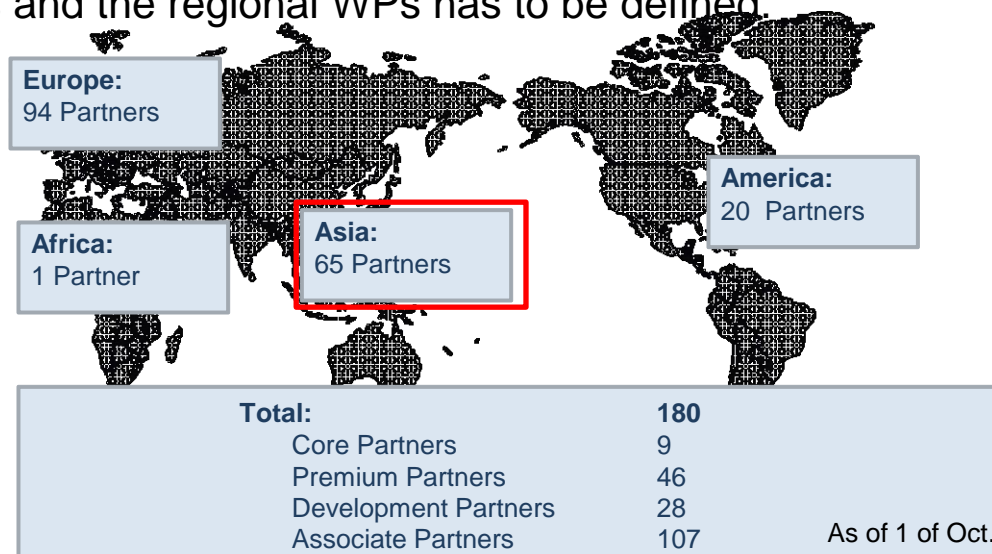 and the regional WPs has to be defined.
Europe:
94 Partners
America:
20 Partners
Africa:
1 Partner
Asia:
65 Partners
Total: 180
Core Partners 9
Premium Partners 46
Development Partners 28
Associate Partners 107
As of 1 of Oct.